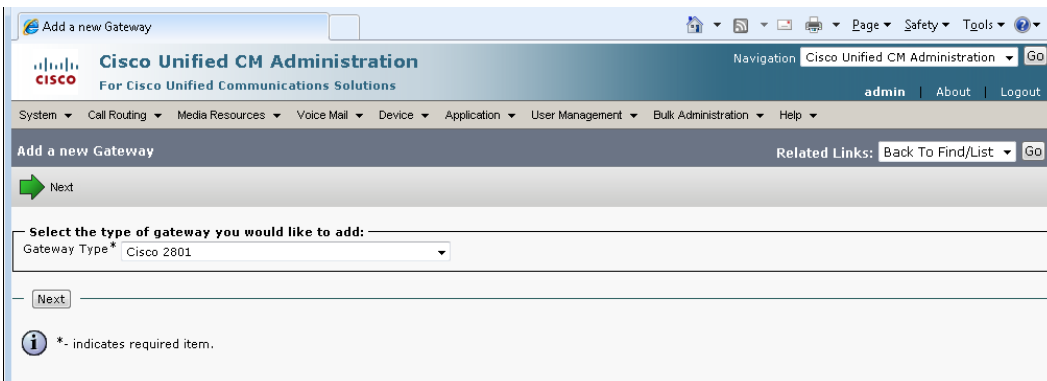 Add a new Gateway
Page Safety Tools
cisco
Cisco Unified CM Administration
For Cisco Unified Communications Solutions
Navigation Cisco Unified CM Administration Go
admin | About | Logout
System Call Routing Media Resources Voice Mail Device Application User Management Bulk Administration Help
Add a new Gateway
Related Links: Back To Find/List Go
Next
Select the type of gateway you would like to add:
Gateway Type* Cisco 2801
Next
*- indicates required item.